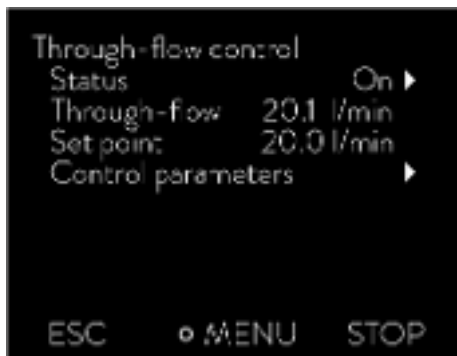 Through-flow control
Status On ▶
Through-flow 20.1 l/min
Set point 20.0 l/min
Control parameters ▶
ESC MENU STOP